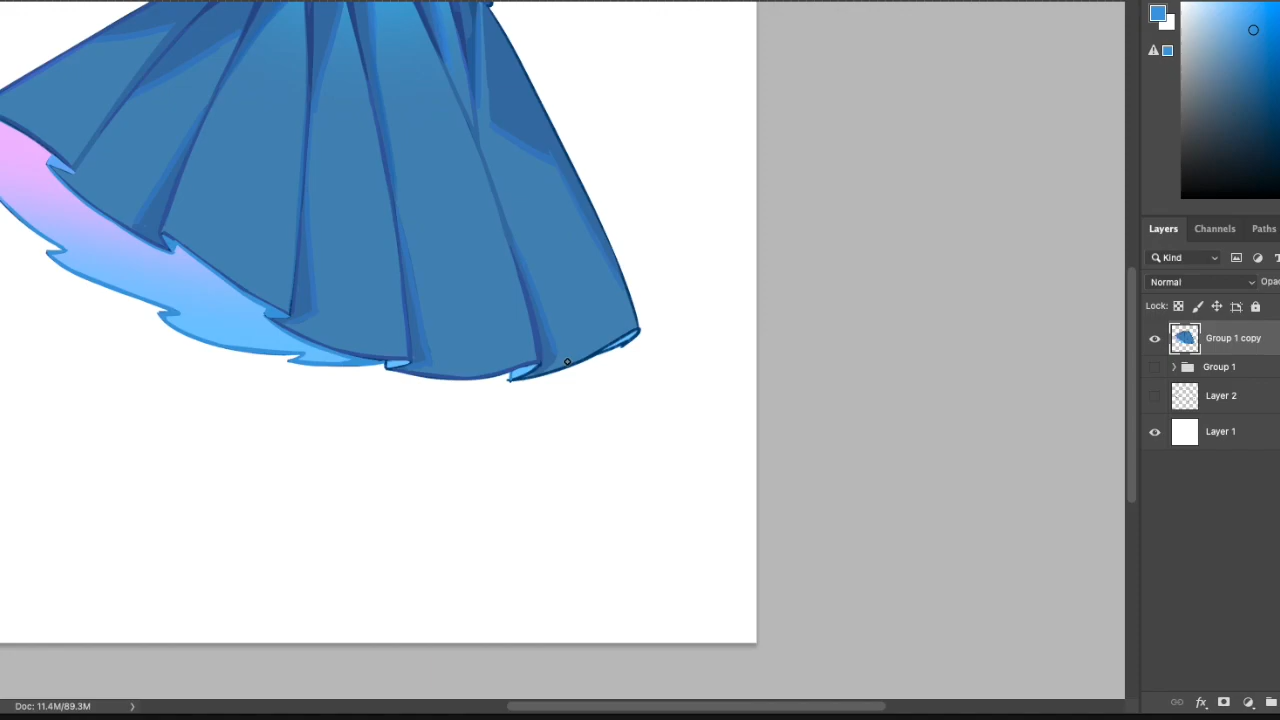 Layers Channels Paths
Kind
Normal Opac
Lock:
Group 1 copy
Group 1
Layer 2
Layer 1
fx
Doc: 11.4M/89.3M